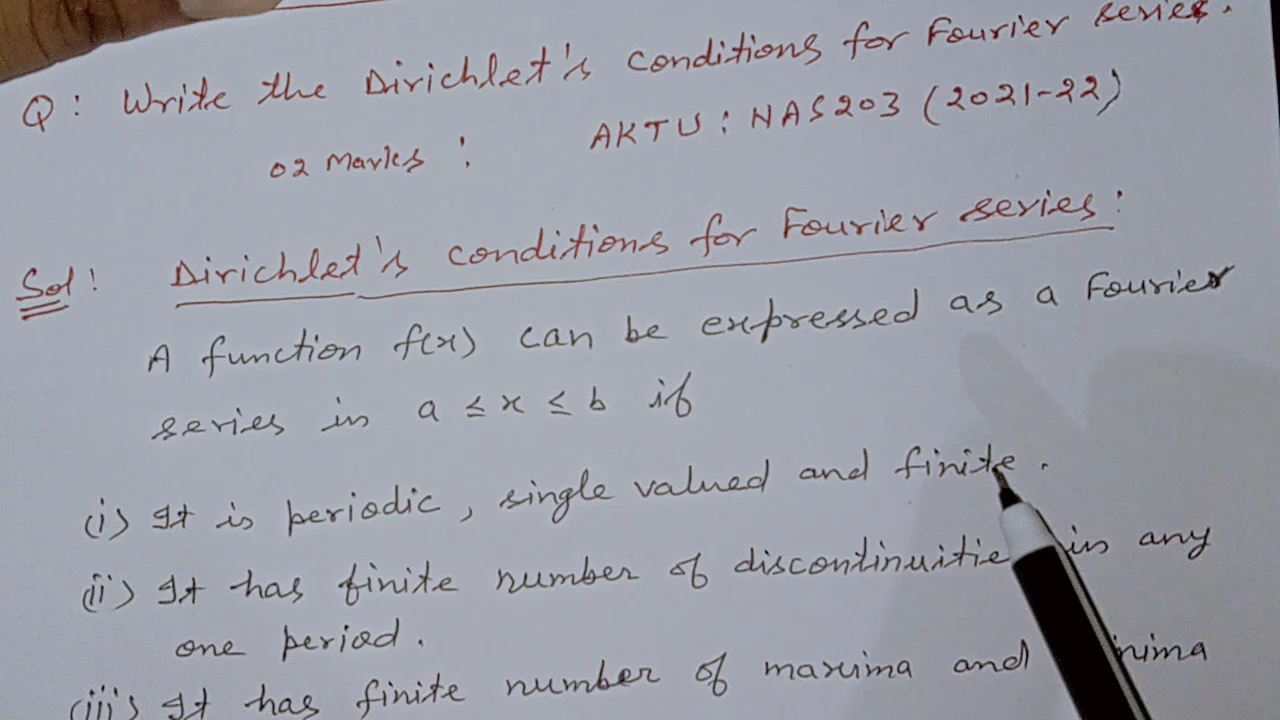 Q: Write the Dirichlet's conditions for Fourier series.
02 Marks : AKTU : NAS203 (2021-22)
Sol! Dirichlet's conditions for Fourier series:
A function f(x) can be expressed as a Fourier
series in a ≤ x ≤ b if
(i) It is periodic, single valued and finite.
(ii) It has finite number of discontinuitie in any
one period.
(iii) It has finite number of maxima and nima